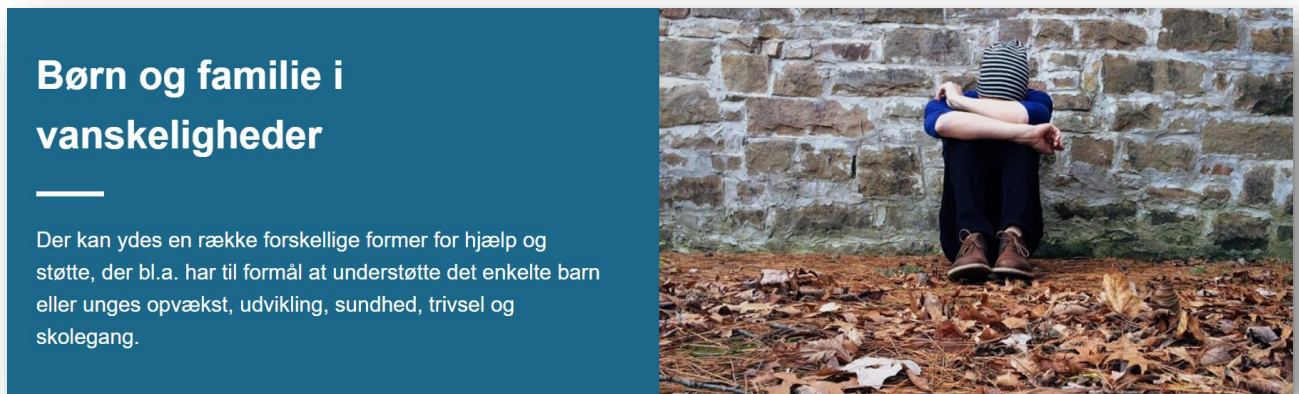 Børn og familie i
vanskeligheder
Der kan ydes en række forskellige former for hjælp og
støtte, der bl.a. har til formål at understøtte det enkelte barn
eller unges opvækst, udvikling, sundhed, trivsel og
skolegang.